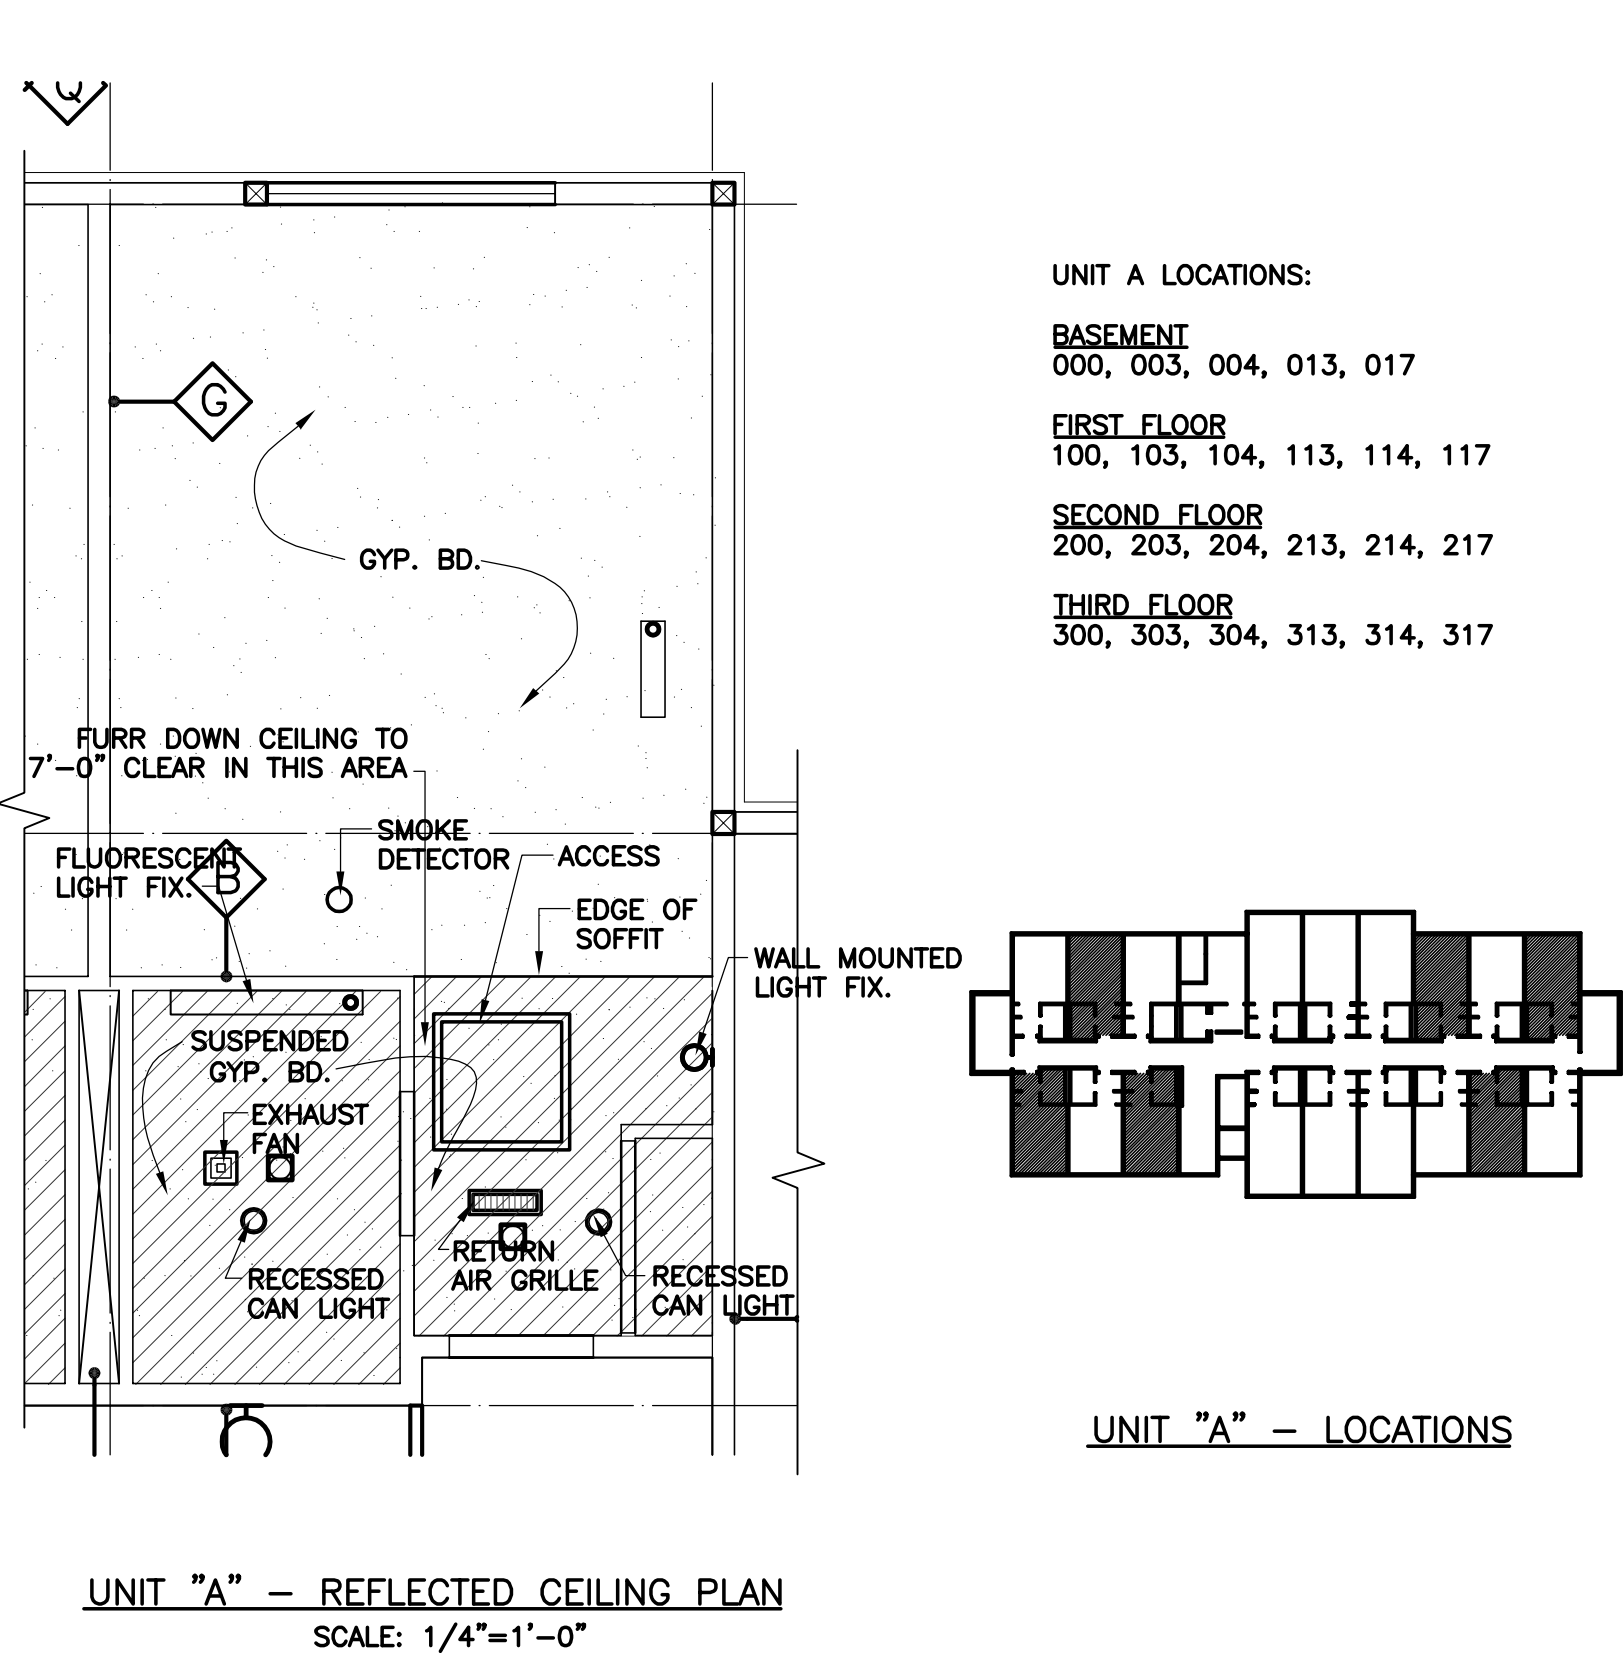 Q
UNIT A LOCATIONS:
BASEMENT
000, 003, 004, 013, 017
FIRST FLOOR
100, 103, 104, 113, 114, 117
SECOND FLOOR
200, 203, 204, 213, 214, 217
THIRD FLOOR
300, 303, 304, 313, 314, 317
G
GYP. BD.
FURR DOWN CEILING TO
7'-0" CLEAR IN THIS AREA
SMOKE
DETECTOR
FLUORESCENT
LIGHT FIX.
B
ACCESS
EDGE OF
SOFFIT
WALL MOUNTED
LIGHT FIX.
SUSPENDED
GYP. BD.
EXHAUST
FAN
RETURN
AIR GRILLE
RECESSED
CAN LIGHT
RECESSED
CAN LIGHT
UNIT "A" - LOCATIONS
UNIT "A" - REFLECTED CEILING PLAN
SCALE: 1/4"=1'-0"